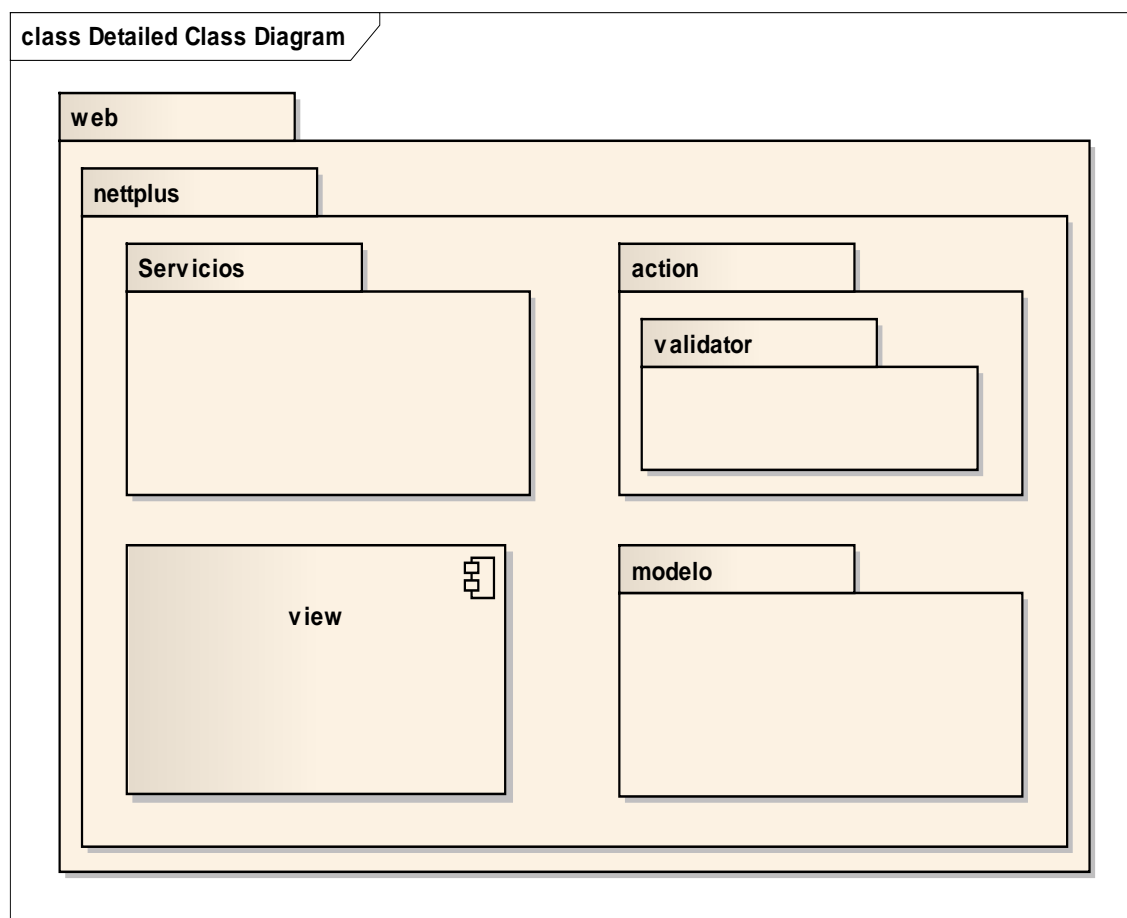 class Detailed Class Diagram
web
nettplus
Servicios
action
validator
view
modelo